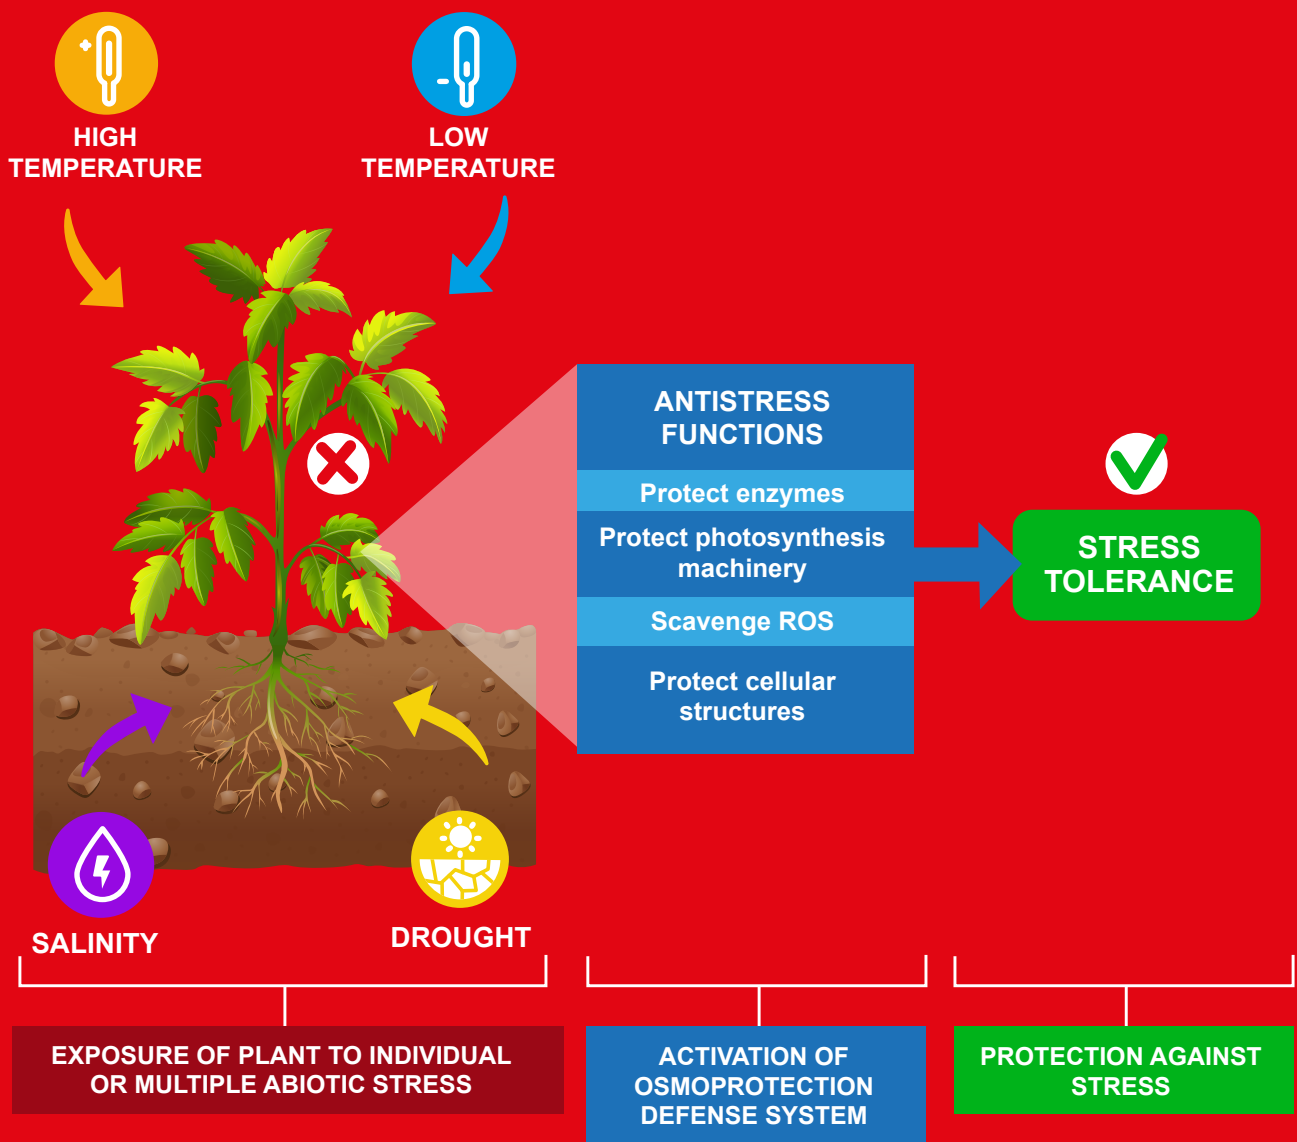 HIGH
TEMPERATURE
LOW
TEMPERATURE
ANTISTRESS
FUNCTIONS
Protect enzymes
Protect photosynthesis
machinery
Scavenge ROS
Protect cellular
structures
STRESS
TOLERANCE
SALINITY
DROUGHT
EXPOSURE OF PLANT TO INDIVIDUAL
OR MULTIPLE ABIOTIC STRESS
ACTIVATION OF
OSMOPROTECTION
DEFENSE SYSTEM
PROTECTION AGAINST
STRESS